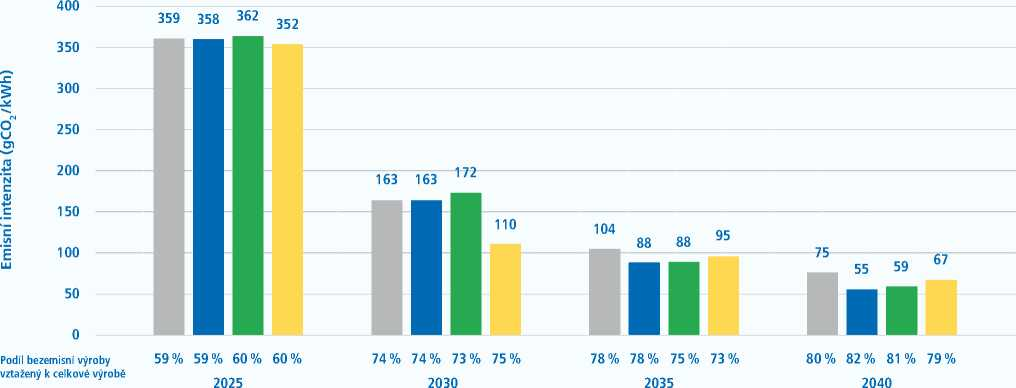 Emisní intenzita (gCO₂/kWh)
400
350
300
250
200
150
100
50
0
359 358 362 352
163 163 172 110
104 88 88 95
75 55 59 67
Podíl bezemisní výroby
vztažený k celkové výrobě
59 % 59 % 60 % 60 % 74 % 74 % 73 % 75 % 78 % 78 % 75 % 73 % 80 % 82 % 81 % 79 %
2025 2030 2035 2040